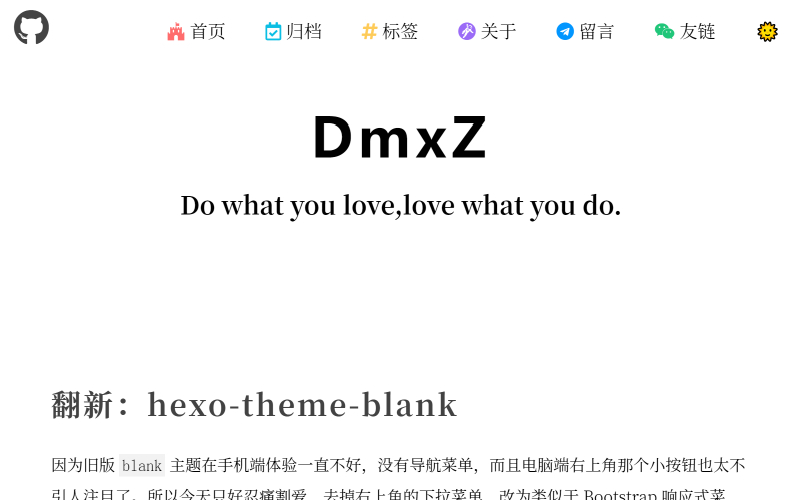 首页 归档 标签 关于 留言 友链
DmxZ
Do what you love,love what you do.
翻新：hexo-theme-blank
因为旧版 blank 主题在手机端体验一直不好，没有导航菜单，而且电脑端右上角那个小按钮也太不
引人注目了。所以今天只好忍痛割爱，去掉右上角的下拉菜单，改为类似于 Bootstrap 响应式菜